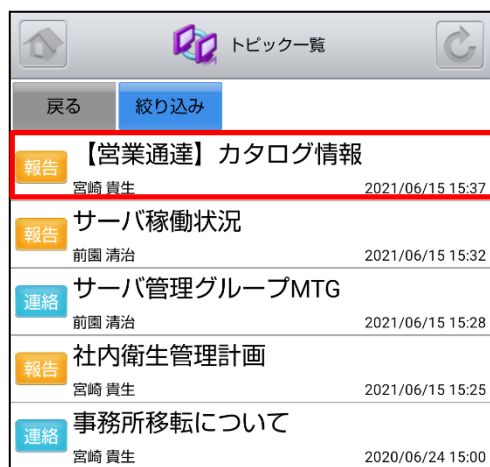 トピック一覧
戻る 絞り込み
報告 【営業通達】カタログ情報
宮崎 貴生 2021/06/15 15:37
報告 サーバ稼働状況
前園 清治 2021/06/15 15:32
連絡 サーバ管理グループMTG
前園 清治 2021/06/15 15:28
報告 社内衛生管理計画
宮崎 貴生 2021/06/15 15:25
連絡 事務所移転について
宮崎 貴生 2020/06/24 15:00